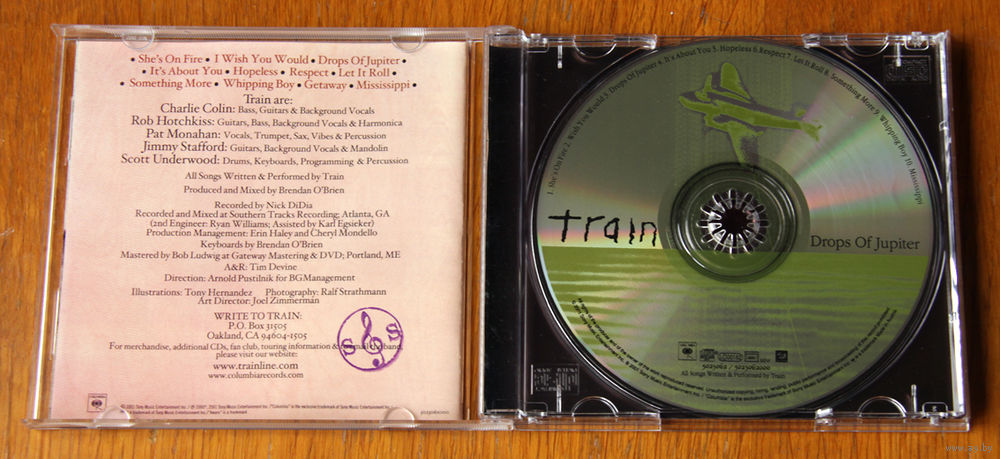 • She's On Fire • I Wish You Would • Drops Of Jupiter •
• It's About You • Hopeless • Respect • Let It Roll •
• Something More • Whipping Boy • Getaway • Mississippi •
Train are:
Charlie Colin: Bass, Guitars & Background Vocals
Rob Hotchkiss: Guitars, Bass, Background Vocals & Harmonica
Pat Monahan: Vocals, Trumpet, Sax, Vibes & Percussion
Jimmy Stafford: Guitars, Background Vocals & Mandolin
Scott Underwood: Drums, Keyboards, Programming & Percussion
All Songs Written & Performed by Train
Produced and Mixed by Brendan O'Brien
Recorded by Nick DiDia
Recorded and Mixed at Southern Tracks Recording; Atlanta, GA
(2nd Engineer: Ryan Williams; Assisted by Karl Egsieker)
Production Management: Erin Haley and Cheryl Mondello
Keyboards by Brendan O'Brien
Mastered by Bob Ludwig at Gateway Mastering & DVD; Portland, ME
A&R: Tim Devine
Direction: Arnold Pustilnik for BGManagement
Illustrations: Tony Hernandez Photography: Ralf Strathmann
Art Director: Joel Zimmerman
WRITE TO TRAIN:
P.O. Box 31505
Oakland, CA 94604-1505
For merchandise, additional CDs, fan club, touring information & the band,
please visit our website:
www.trainline.com
www.columbiarecords.com
S S
1. She's On Fire 2. I Wish You Would 3. Drops Of Jupiter 4. It's About You 5. Hopeless 6. Respect 7. Let It Roll 8. Something More 9. Whipping Boy 10. Mississippi
train
Drops Of Jupiter
5023062 / 5023062000
All songs Written & Performed by Train